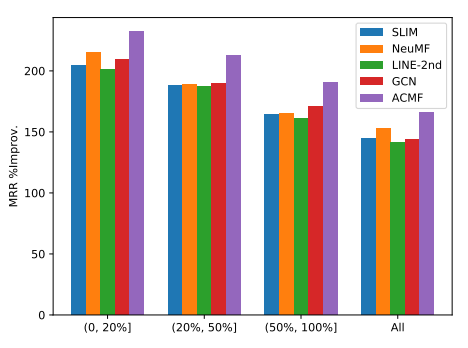 SLIM
NeuMF
LINE-2nd
GCN
ACMF
MRR %Improv.
200
150
100
50
0
(0, 20%]
(20%, 50%]
(50%, 100%]
All